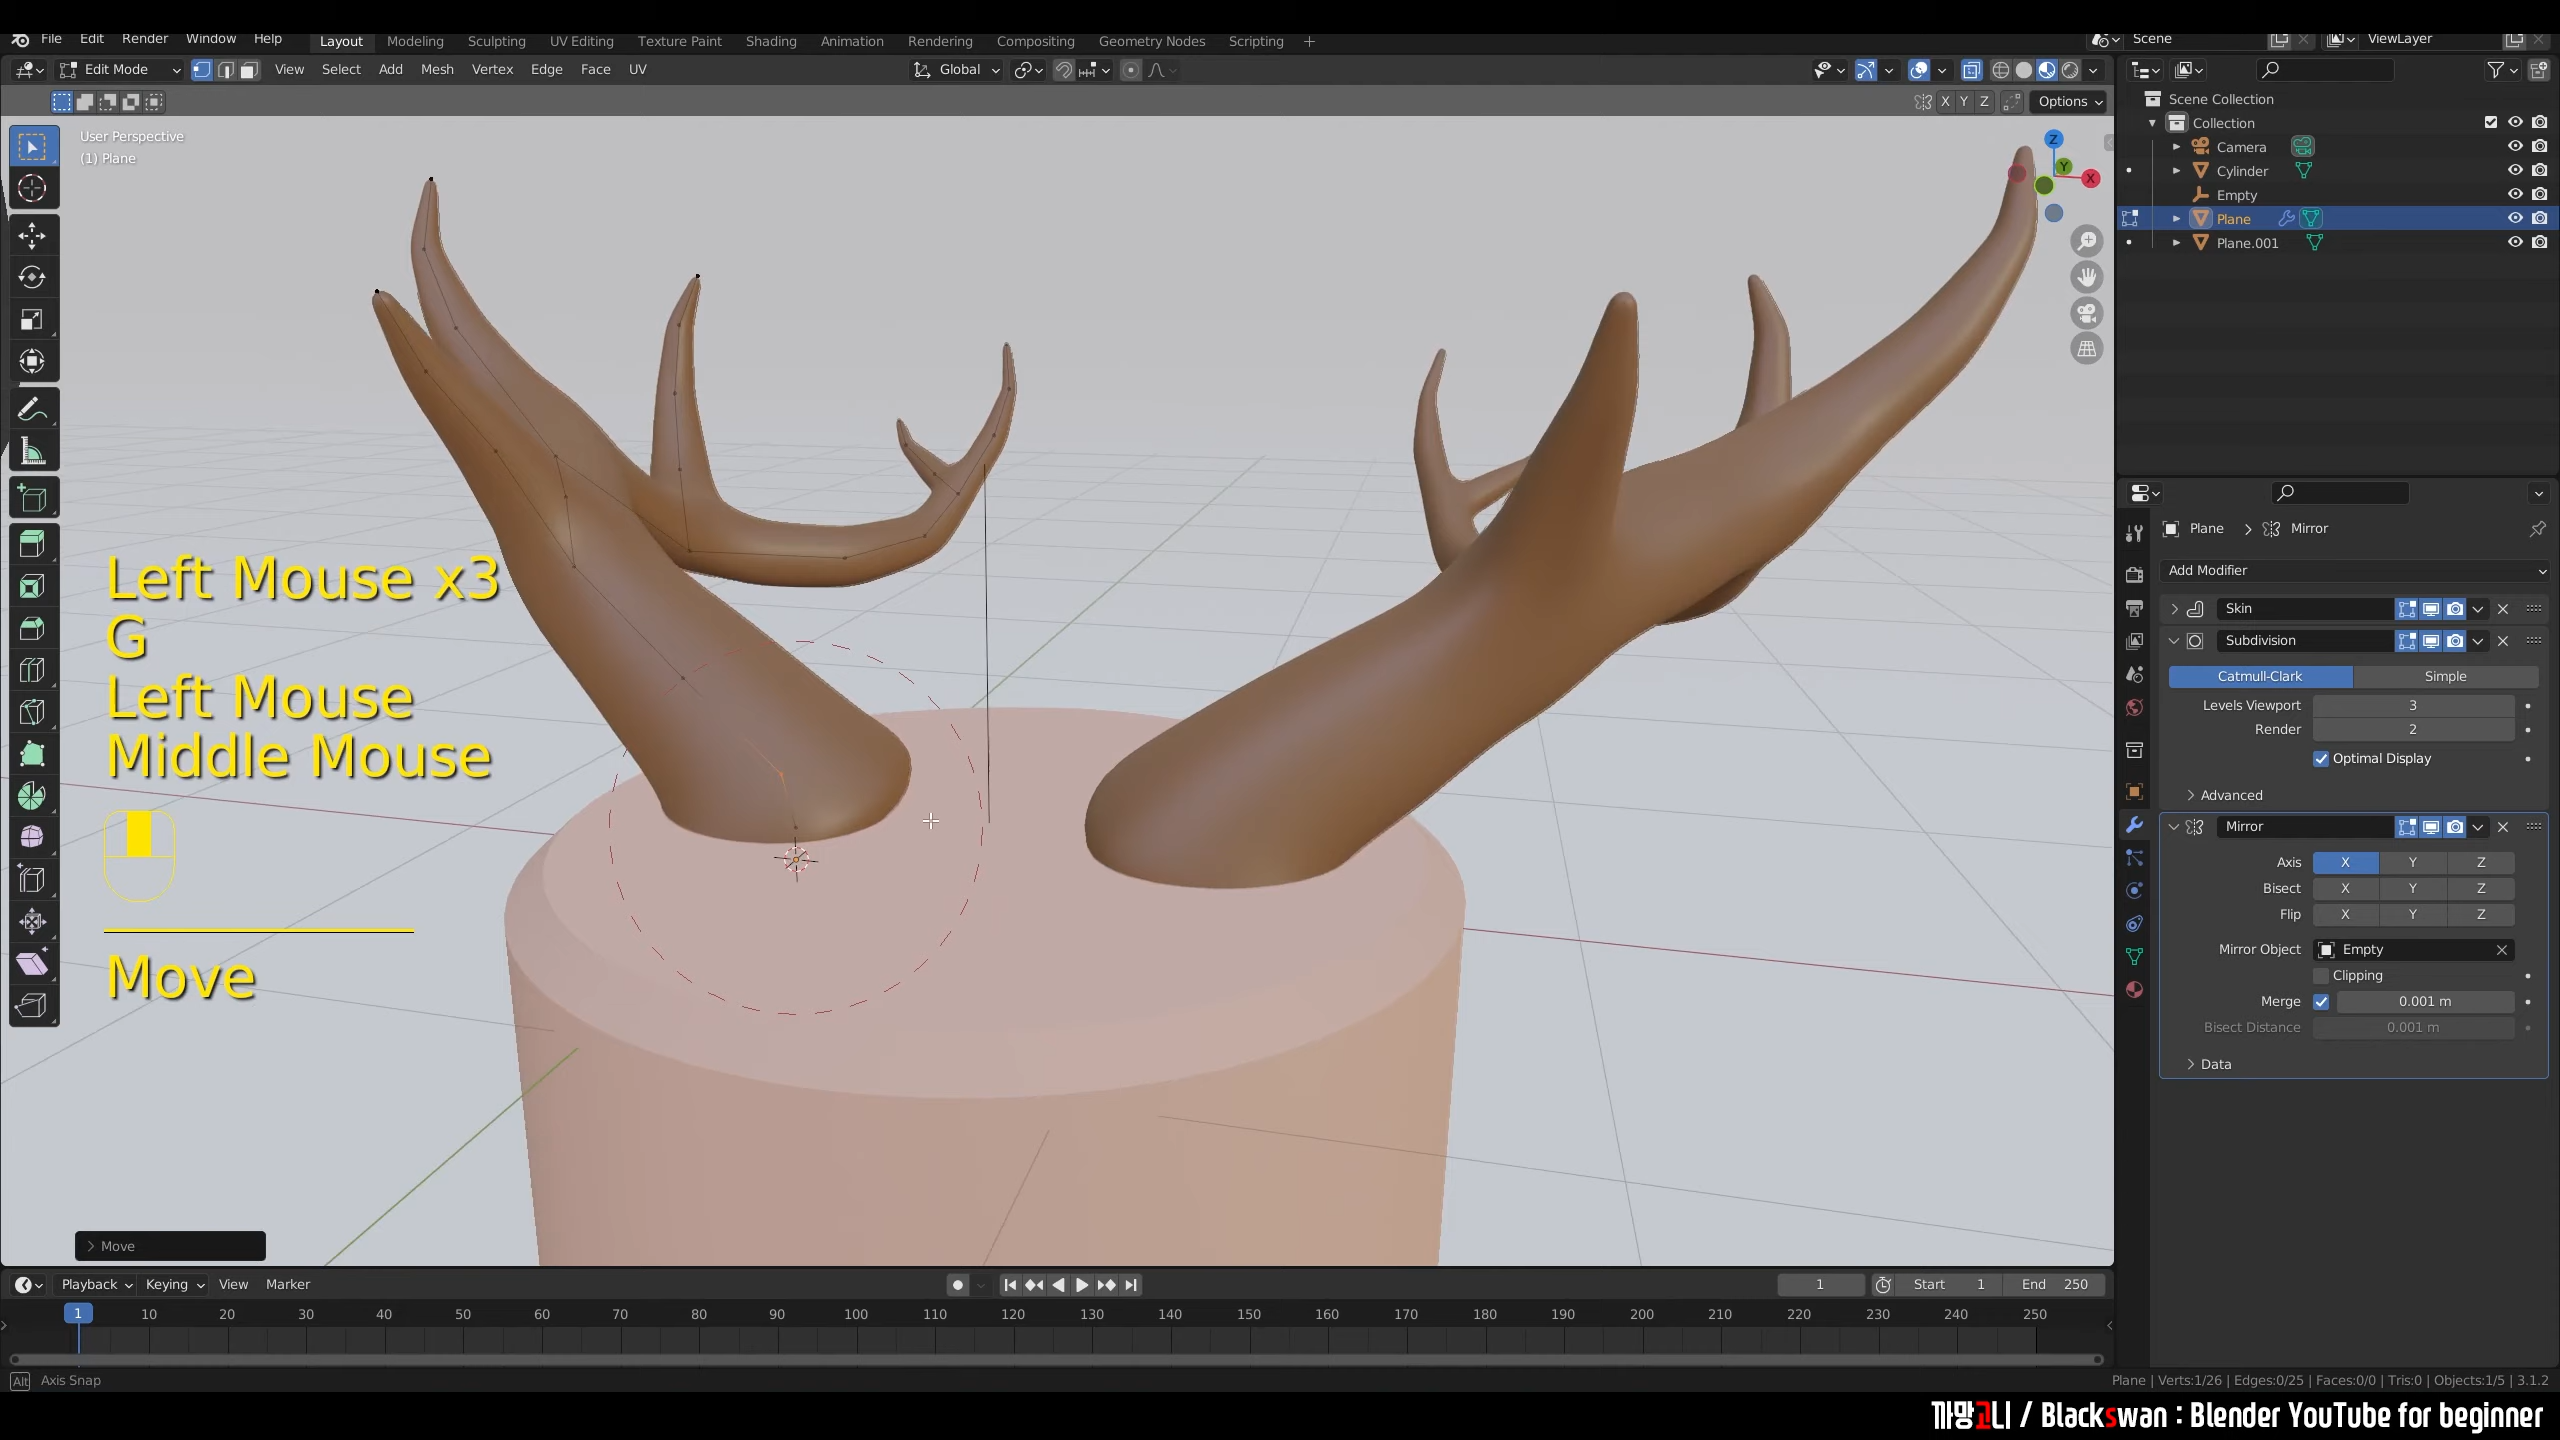 File Edit Render Window Help
Layout Modeling Sculpting UV Editing Texture Paint Shading Animation Rendering Compositing Geometry Nodes Scripting +
Scene
ViewLayer
Edit Mode
View Select Add Mesh Vertex Edge Face UV
Global
X Y Z
Options
User Perspective
(1) Plane
Z
Y
X
Left Mouse x3
G
Left Mouse
Middle Mouse
Move
Move
Scene Collection
Collection
Camera
Cylinder
Empty
Plane
Plane.001
Plane > Mirror
Add Modifier
Skin
Subdivision
Catmull-Clark Simple
Levels Viewport 3
Render 2
Optimal Display
Advanced
Mirror
Axis X Y Z
Bisect X Y Z
Flip X Y Z
Mirror Object Empty
Clipping
Merge 0.001 m
Bisect Distance 0.001 m
Data
Playback Keying View Marker
1
Start 1
End 250
1 10 20 30 40 50 60 70 80 90 100 110 120 130 140 150 160 170 180 190 200 210 220 230 240 250
Alt Axis Snap
Plane | Verts:1/26 | Edges:0/25 | Faces:0/0 | Tris:0 | Objects:1/5 | 3.1.2
까망고니 / Blackswan : Blender YouTube for beginner